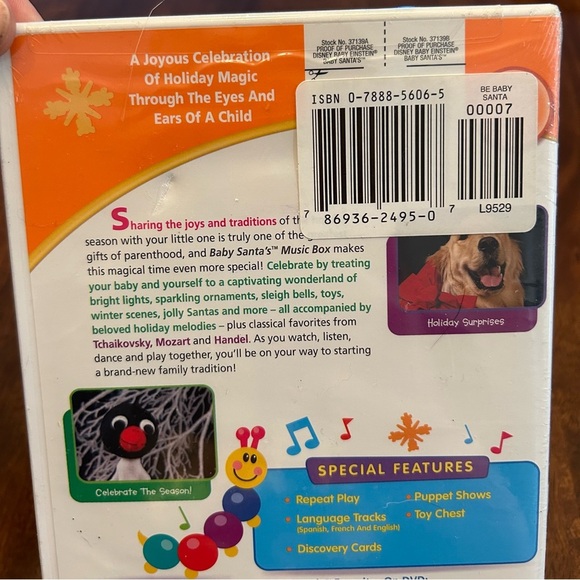 A Joyous Celebration
Of Holiday Magic
Through The Eyes And
Ears Of A Child
Stock No. 37139A
PROOF OF PURCHASE
DISNEY BABY EINSTEIN
BABY SANTA'S™
Stock No. 37139B
PROOF OF PURCHASE
DISNEY BABY EINSTEIN
BABY SANTA'S™
ISBN 0-7888-5606-5
BE BABY
SANTA
00007
7 86936-2495-0 7
L9529
Sharing the joys and traditions of
season with your little one is truly one of the
gifts of parenthood, and Baby Santa's™ Music Box makes
this magical time even more special! Celebrate by treating
your baby and yourself to a captivating wonderland of
bright lights, sparkling ornaments, sleigh bells, toys,
winter scenes, jolly Santas and more – all accompanied by
beloved holiday melodies – plus classical favorites from
Tchaikovsky, Mozart and Handel. As you watch, listen,
dance and play together, you'll be on your way to starting
a brand-new family tradition!
Holiday Surprises
Celebrate The Season!
SPECIAL FEATURES
• Repeat Play
• Language Tracks
(Spanish, French And English)
• Discovery Cards
• Puppet Shows
• Toy Chest